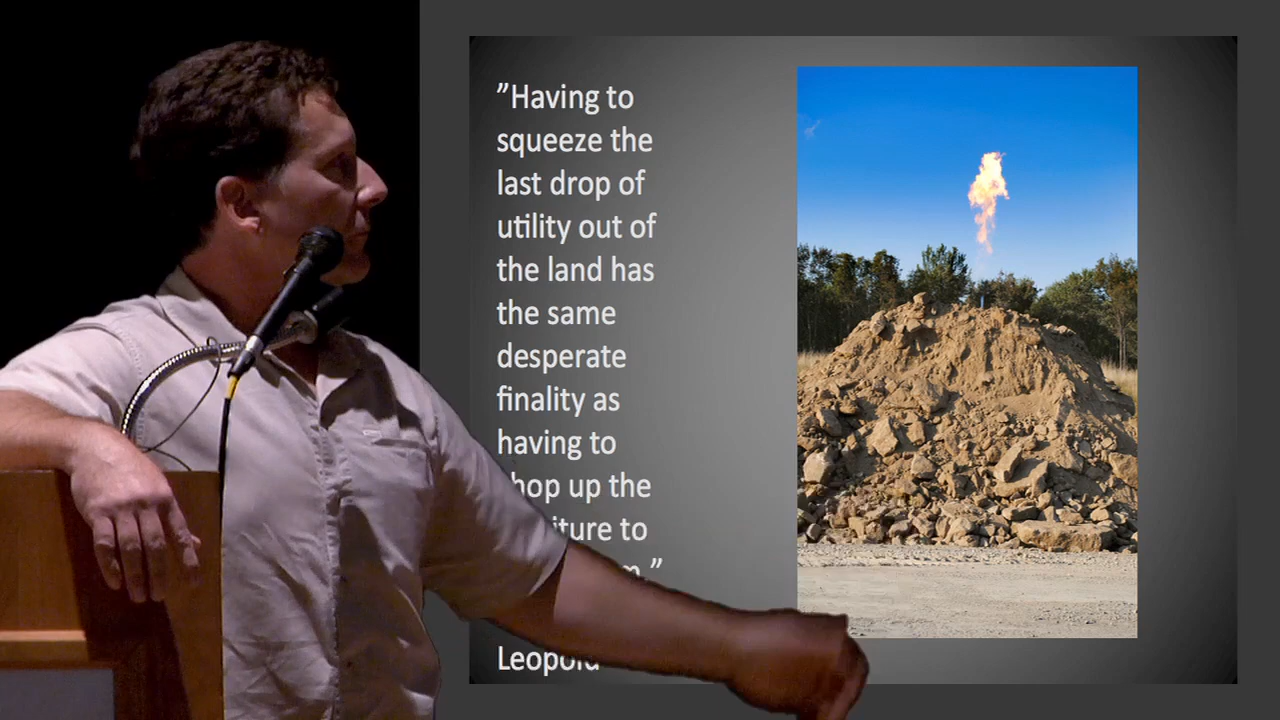 ”Having to
squeeze the
last drop of
utility out of
the land has
the same
desperate
finality as
having to
hop up the
to
”
Leopold